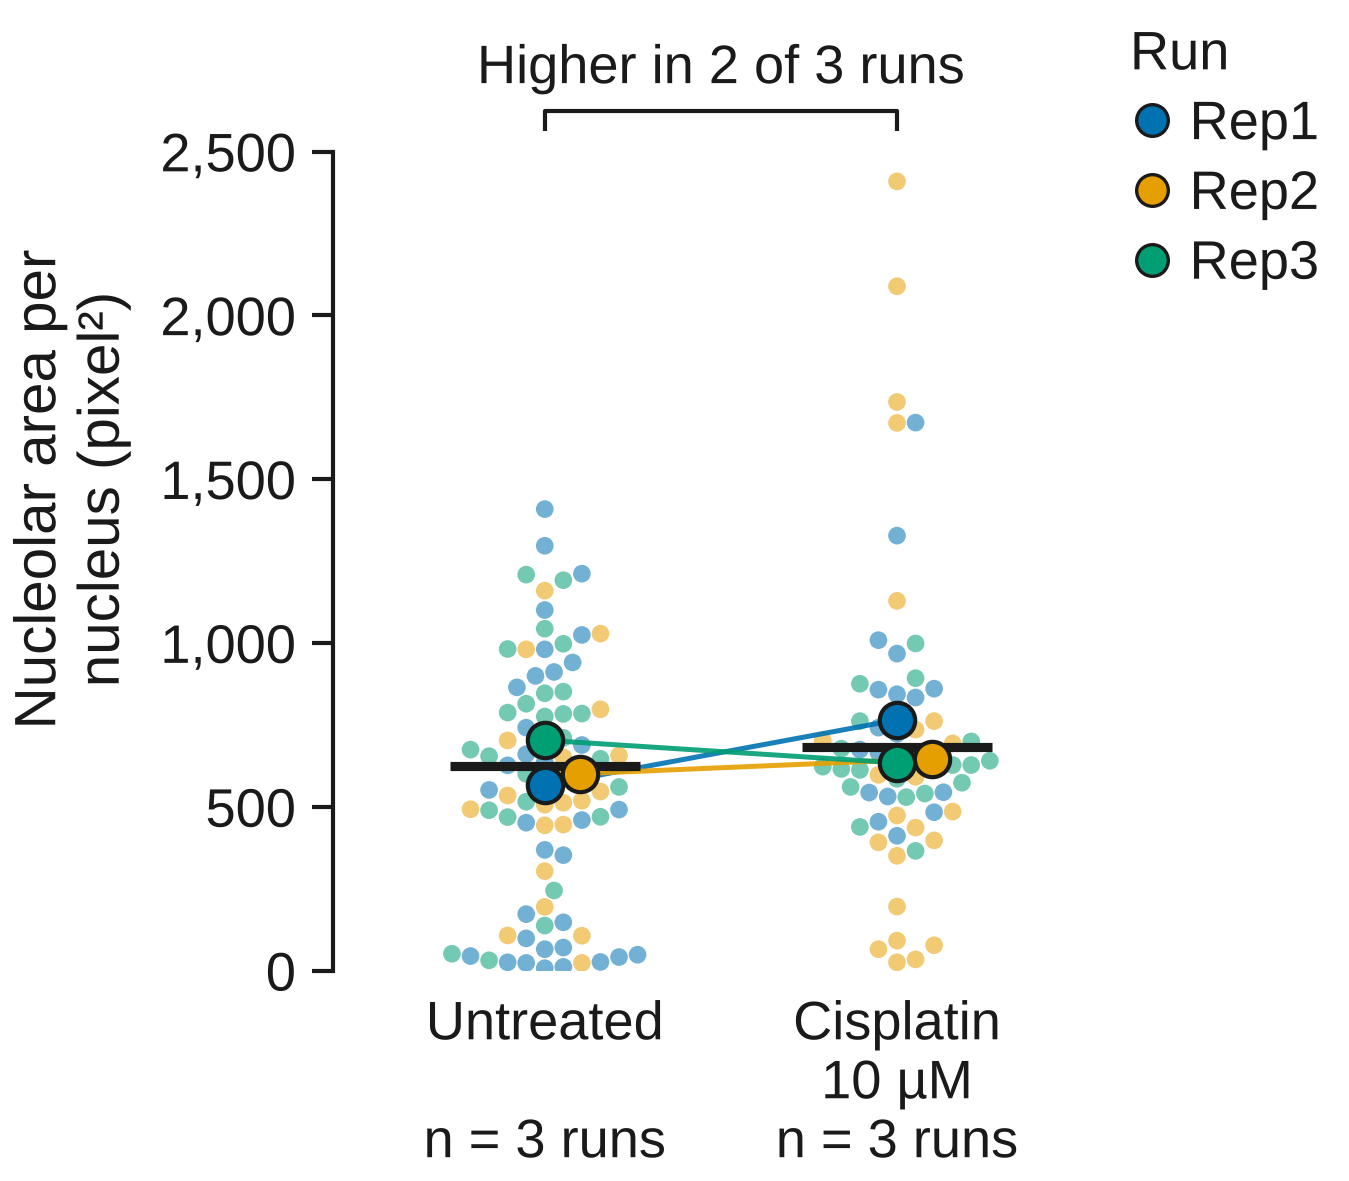 Higher in 2 of 3 runs
Run
Rep1
Rep2
Rep3
Nucleolar area per
nucleus (pixel²)
2,500
2,000
1,500
1,000
500
0
Untreated
Cisplatin
10 µM
n = 3 runs
n = 3 runs